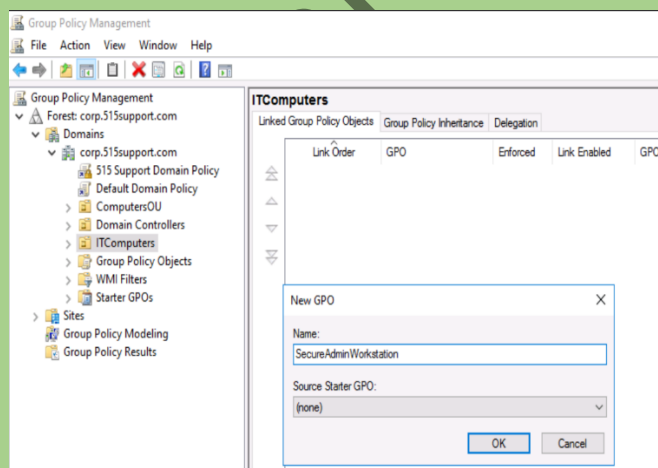 Group Policy Management
File Action View Window Help
Group Policy Management
Forest: corp.515support.com
Domains
corp.515support.com
515 Support Domain Policy
Default Domain Policy
ComputersOU
Domain Controllers
ITComputers
Group Policy Objects
WMI Filters
Starter GPOs
Sites
Group Policy Modeling
Group Policy Results
ITComputers
Linked Group Policy Objects Group Policy Inheritance Delegation
Link Order GPO Enforced Link Enabled GPO
New GPO
Name:
SecureAdminWorkstation
Source Starter GPO:
(none)
OK Cancel